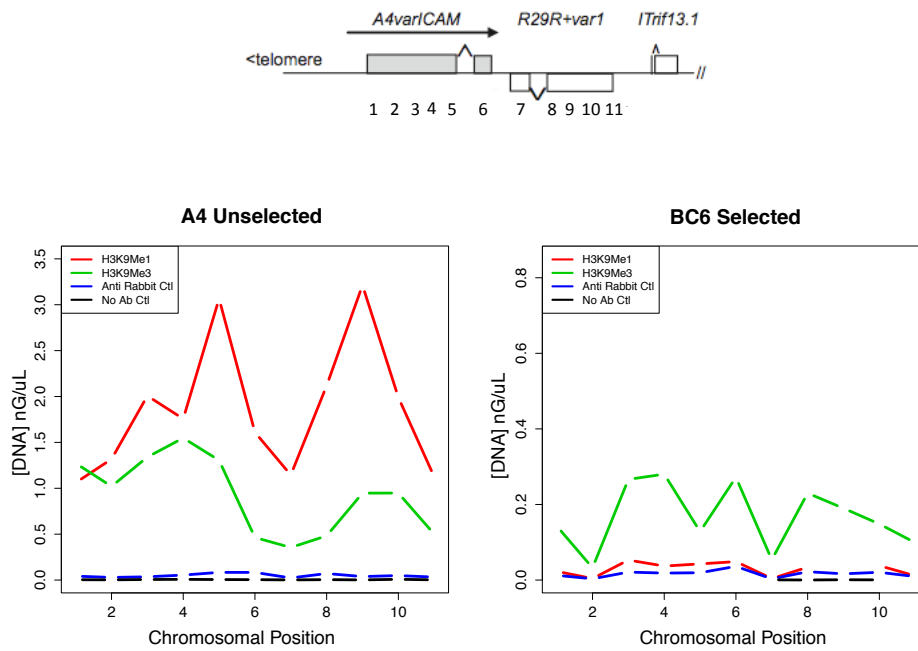 A4varICAM R29R+var1 ITrif13.1
<telomere //
1 2 3 4 5 6 7 8 9 10 11
A4 Unselected
H3K9Me1
H3K9Me3
Anti Rabbit Ctl
No Ab Ctl
[DNA] nG/uL
3.5
3.0
2.5
2.0
1.5
1.0
0.5
0.0
2 4 6 8 10
Chromosomal Position
BC6 Selected
H3K9Me1
H3K9Me3
Anti Rabbit Ctl
No Ab Ctl
[DNA] nG/uL
0.8
0.6
0.4
0.2
0.0
2 4 6 8 10
Chromosomal Position